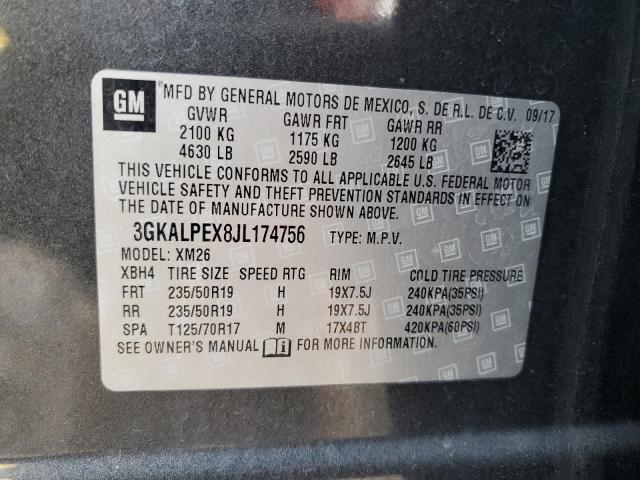 GM ® MFD BY GENERAL MOTORS DE MEXICO, S. DE R.L. DE C.V. 09/17
GVWR GAWR FRT GAWR RR
2100 KG 1175 KG 1200 KG
4630 LB 2590 LB 2645 LB
THIS VEHICLE CONFORMS TO ALL APPLICABLE U.S. FEDERAL MOTOR
VEHICLE SAFETY AND THEFT PREVENTION STANDARDS IN EFFECT ON
THE DATE OF MANUFACTURE SHOWN ABOVE.
3GKALPEX8JL174756 TYPE: M.P.V.
MODEL: XM26
XBH4 TIRE SIZE SPEED RTG RIM COLD TIRE PRESSURE
FRT 235/50R19 H 19X7.5J 240KPA(35PSI)
RR 235/50R19 H 19X7.5J 240KPA(35PSI)
SPA T125/70R17 M 17X4BT 420KPA(60PSI)
SEE OWNER'S MANUAL i FOR MORE INFORMATION.